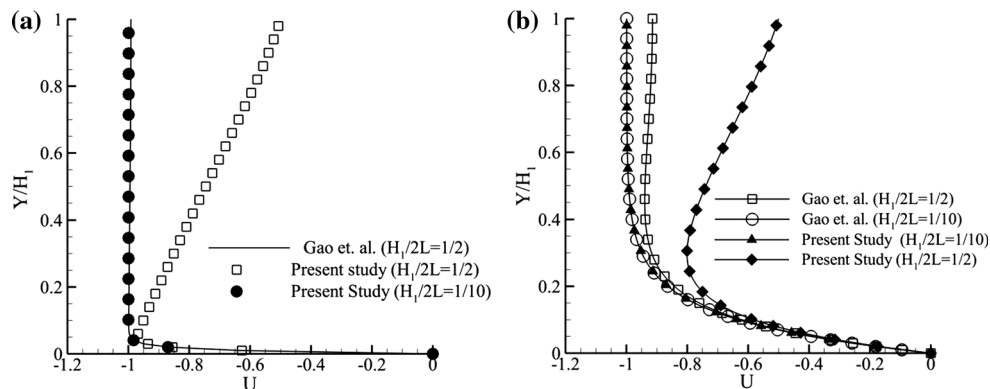 (a)
Y/H1
1
0.8
0.6
0.4
0.2
0
-1.2 -1 -0.8 -0.6 -0.4 -0.2 0
U
Gao et. al. (H1/2L=1/2)
Present study (H1/2L=1/2)
Present Study (H1/2L=1/10)
(b)
Y/H1
1
0.8
0.6
0.4
0.2
0
-1.2 -1 -0.8 -0.6 -0.4 -0.2 0
U
Gao et. al (H1/2L=1/2)
Gao et. al (H1/2L=1/10)
Present Study (H1/2L=1/10)
Present Study (H1/2L=1/2)